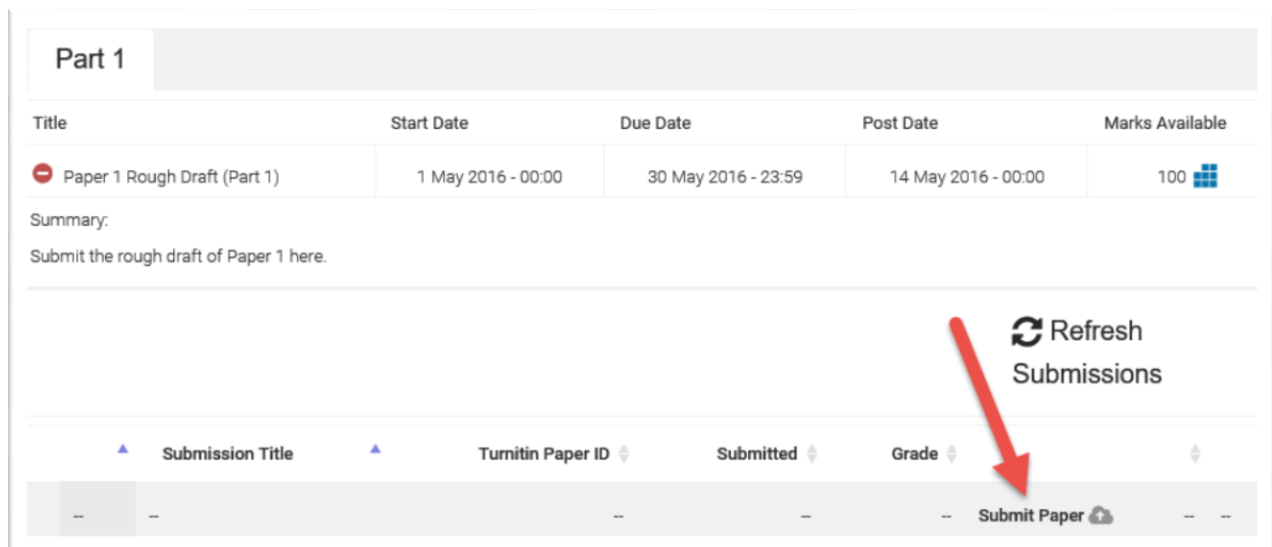 Part 1
Title Start Date Due Date Post Date Marks Available
Paper 1 Rough Draft (Part 1) 1 May 2016 - 00:00 30 May 2016 - 23:59 14 May 2016 - 00:00 100
Summary:
Submit the rough draft of Paper 1 here.
Refresh
Submissions
Submission Title Turnitin Paper ID Submitted Grade
-- -- -- -- -- Submit Paper -- --